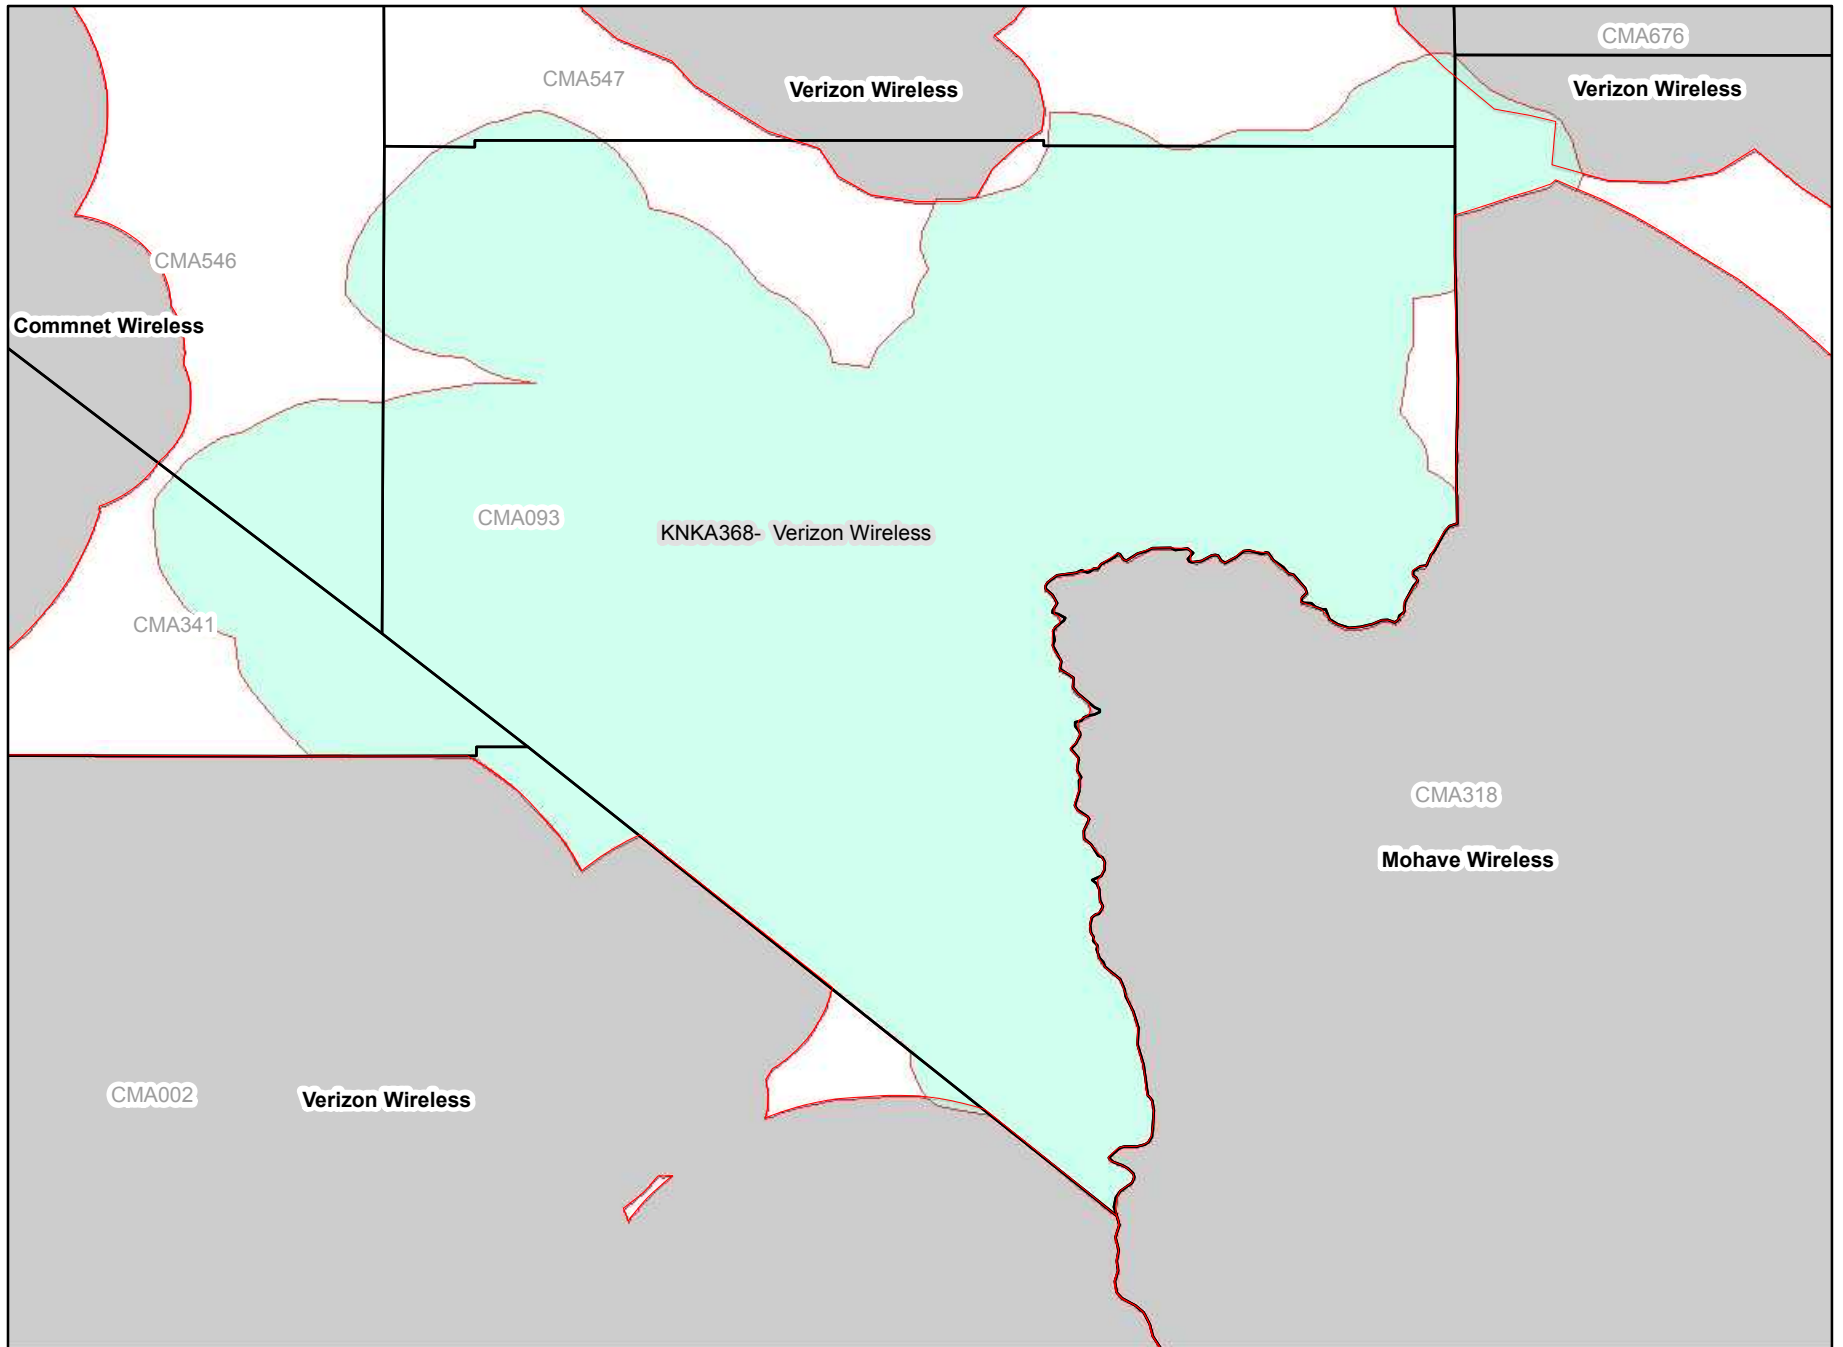 CMA676
CMA547
Verizon Wireless
Verizon Wireless
CMA546
Commnet Wireless
CMA093
KNKA368- Verizon Wireless
CMA341
CMA318
Mohave Wireless
CMA002
Verizon Wireless